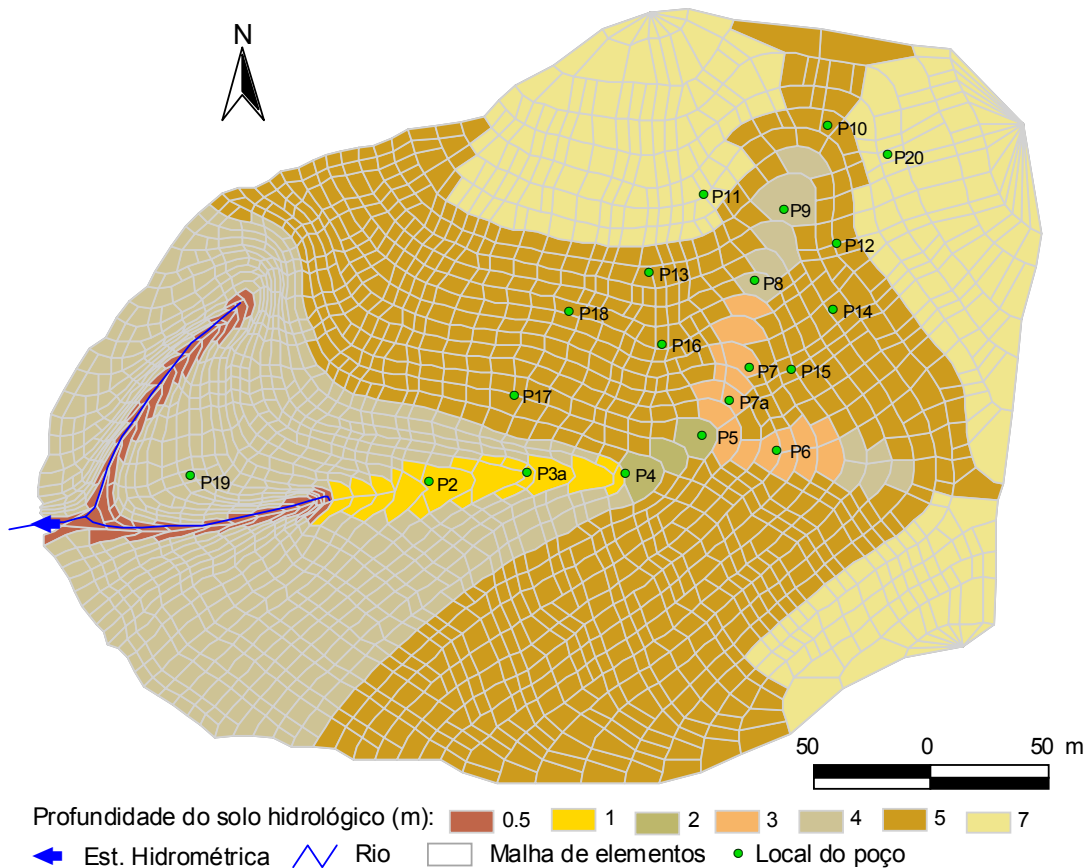 N
P10
P20
P11
P9
P12
P13
P8
P18
P14
P16
P7
P15
P17
P7a
P5
P6
P19
P2
P3a
P4
50 0 50 m
Profundidade do solo hidrológico (m): 0.5 1 2 3 4 5 7
Est. Hidrométrica Rio Malha de elementos Local do poço